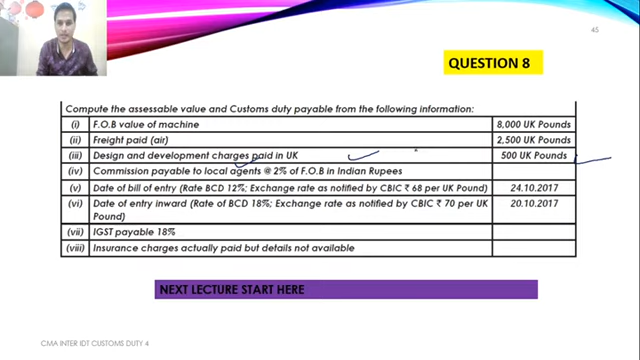 45
QUESTION 8
Compute the assessable value and Customs duty payable from the following information:
(i) F.O.B value of machine 8,000 UK Pounds
(ii) Freight paid (air) 2,500 UK Pounds
(iii) Design and development charges paid in UK 500 UK Pounds
(iv) Commission payable to local agents @ 2% of F.O.B in Indian Rupees
(v) Date of bill of entry (Rate BCD 12%; Exchange rate as notified by CBIC ₹ 68 per UK Pound) 24.10.2017
(vi) Date of entry inward (Rate of BCD 18%; Exchange rate as notified by CBIC ₹ 70 per UK 20.10.2017
Pound)
(vii) IGST payable 18%
(viii) Insurance charges actually paid but details not available
NEXT LECTURE START HERE
CMA INTER IDT CUSTOMS DUTY 4